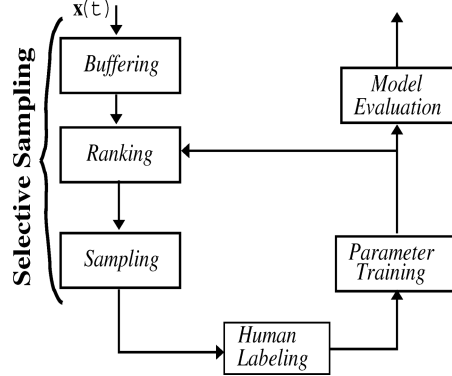 x(t)
Selective Sampling
Buffering
Ranking
Sampling
Human
Labeling
Parameter
Training
Model
Evaluation